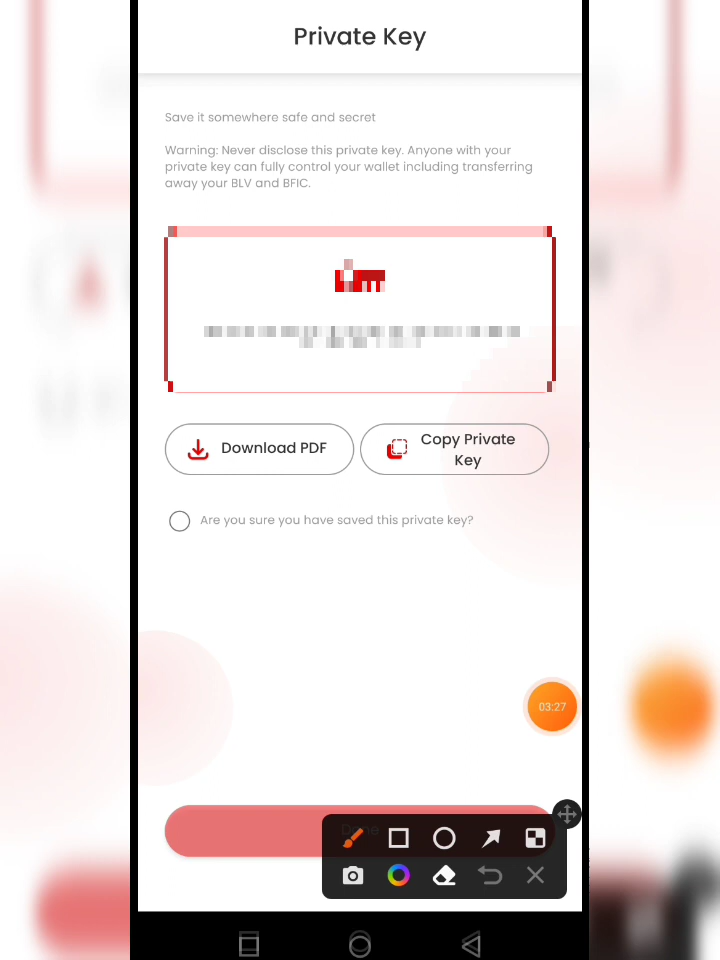 Private Key
Save it somewhere safe and secret
Warning: Never disclose this private key. Anyone with your
private key can fully control your wallet including transferring
away your BLV and BFIC.
Download PDF
Copy Private
Key
Are you sure you have saved this private key?
03:27